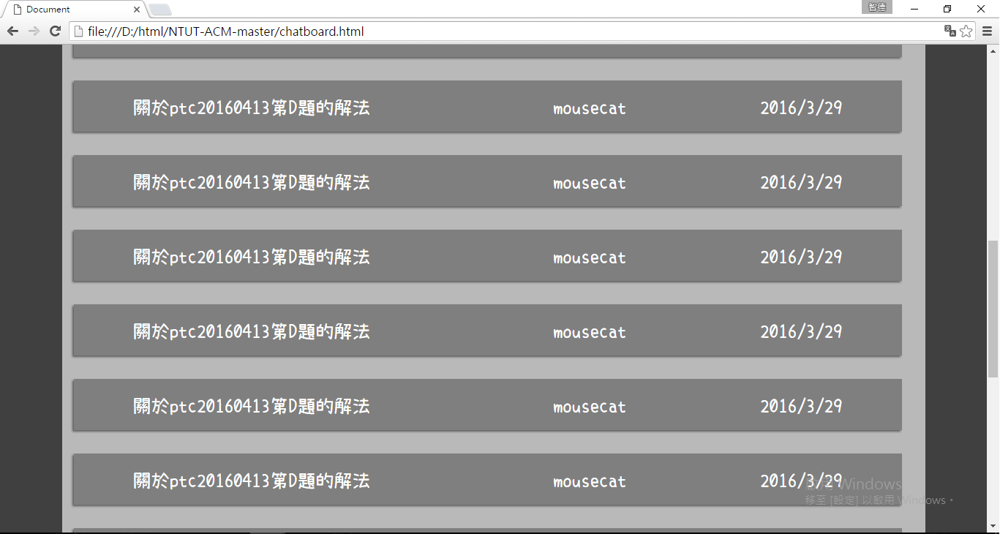 Document
智德
file:///D:/html/NTUT-ACM-master/chatboard.html
關於ptc20160413第D題的解法 mousecat 2016/3/29
關於ptc20160413第D題的解法 mousecat 2016/3/29
關於ptc20160413第D題的解法 mousecat 2016/3/29
關於ptc20160413第D題的解法 mousecat 2016/3/29
關於ptc20160413第D題的解法 mousecat 2016/3/29
關於ptc20160413第D題的解法 mousecat 2016/3/29
啟用 Windows
移至 [設定] 以啟用 Windows。